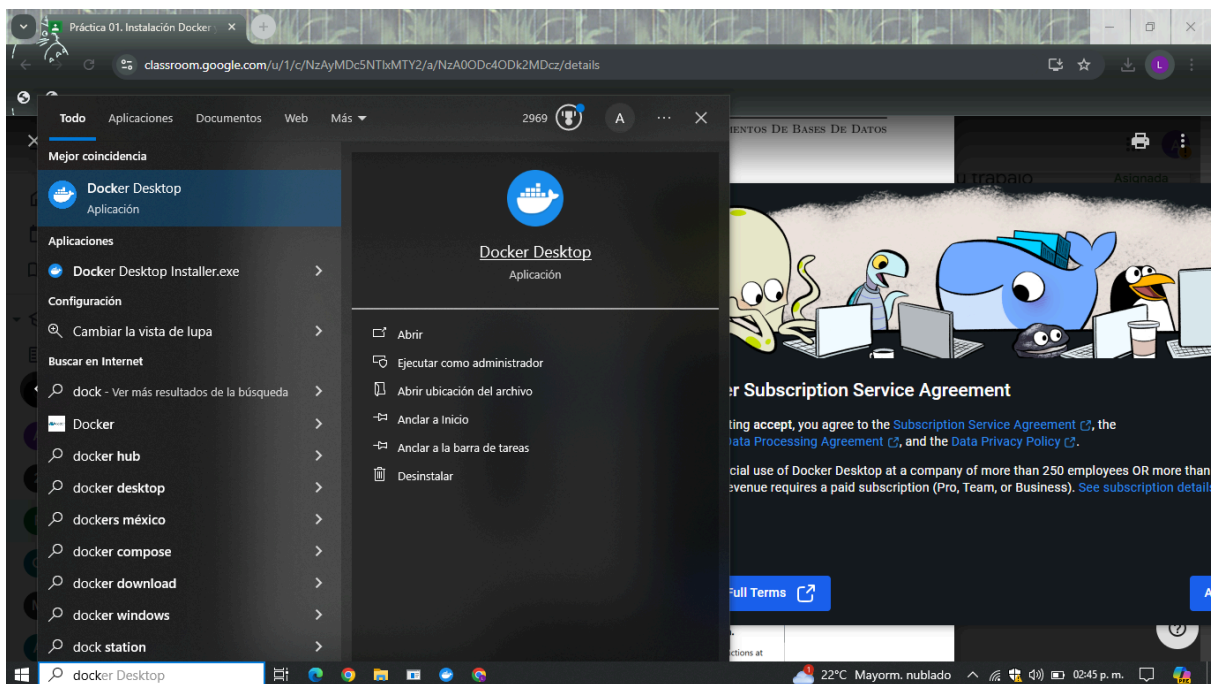 Práctica 01. Instalación Docker
classroom.google.com/u/1/c/NzAyMDc5NTIxMTY2/a/NzA0ODc4ODk2MDcz/details
L
Todo Aplicaciones Documentos Web Más
2969
A
Mejor coincidencia
Docker Desktop
Aplicación
Aplicaciones
Docker Desktop Installer.exe
Configuración
Cambiar la vista de lupa
Buscar en Internet
dock - Ver más resultados de la búsqueda
Docker
docker hub
docker desktop
dockers méxico
docker compose
docker download
docker windows
dock station
Docker Desktop
Aplicación
Abrir
Ejecutar como administrador
Abrir ubicación del archivo
Anclar a Inicio
Anclar a la barra de tareas
Desinstalar
MENTOS DE BASES DE DATOS
u trabajo Asignada
er Subscription Service Agreement
ting accept, you agree to the Subscription Service Agreement, the
Data Processing Agreement, and the Data Privacy Policy.
cial use of Docker Desktop at a company of more than 250 employees OR more than
evenue requires a paid subscription (Pro, Team, or Business). See subscription details
Full Terms
A
ctions at
docker Desktop
22°C Mayorm. nublado
02:45 p. m.